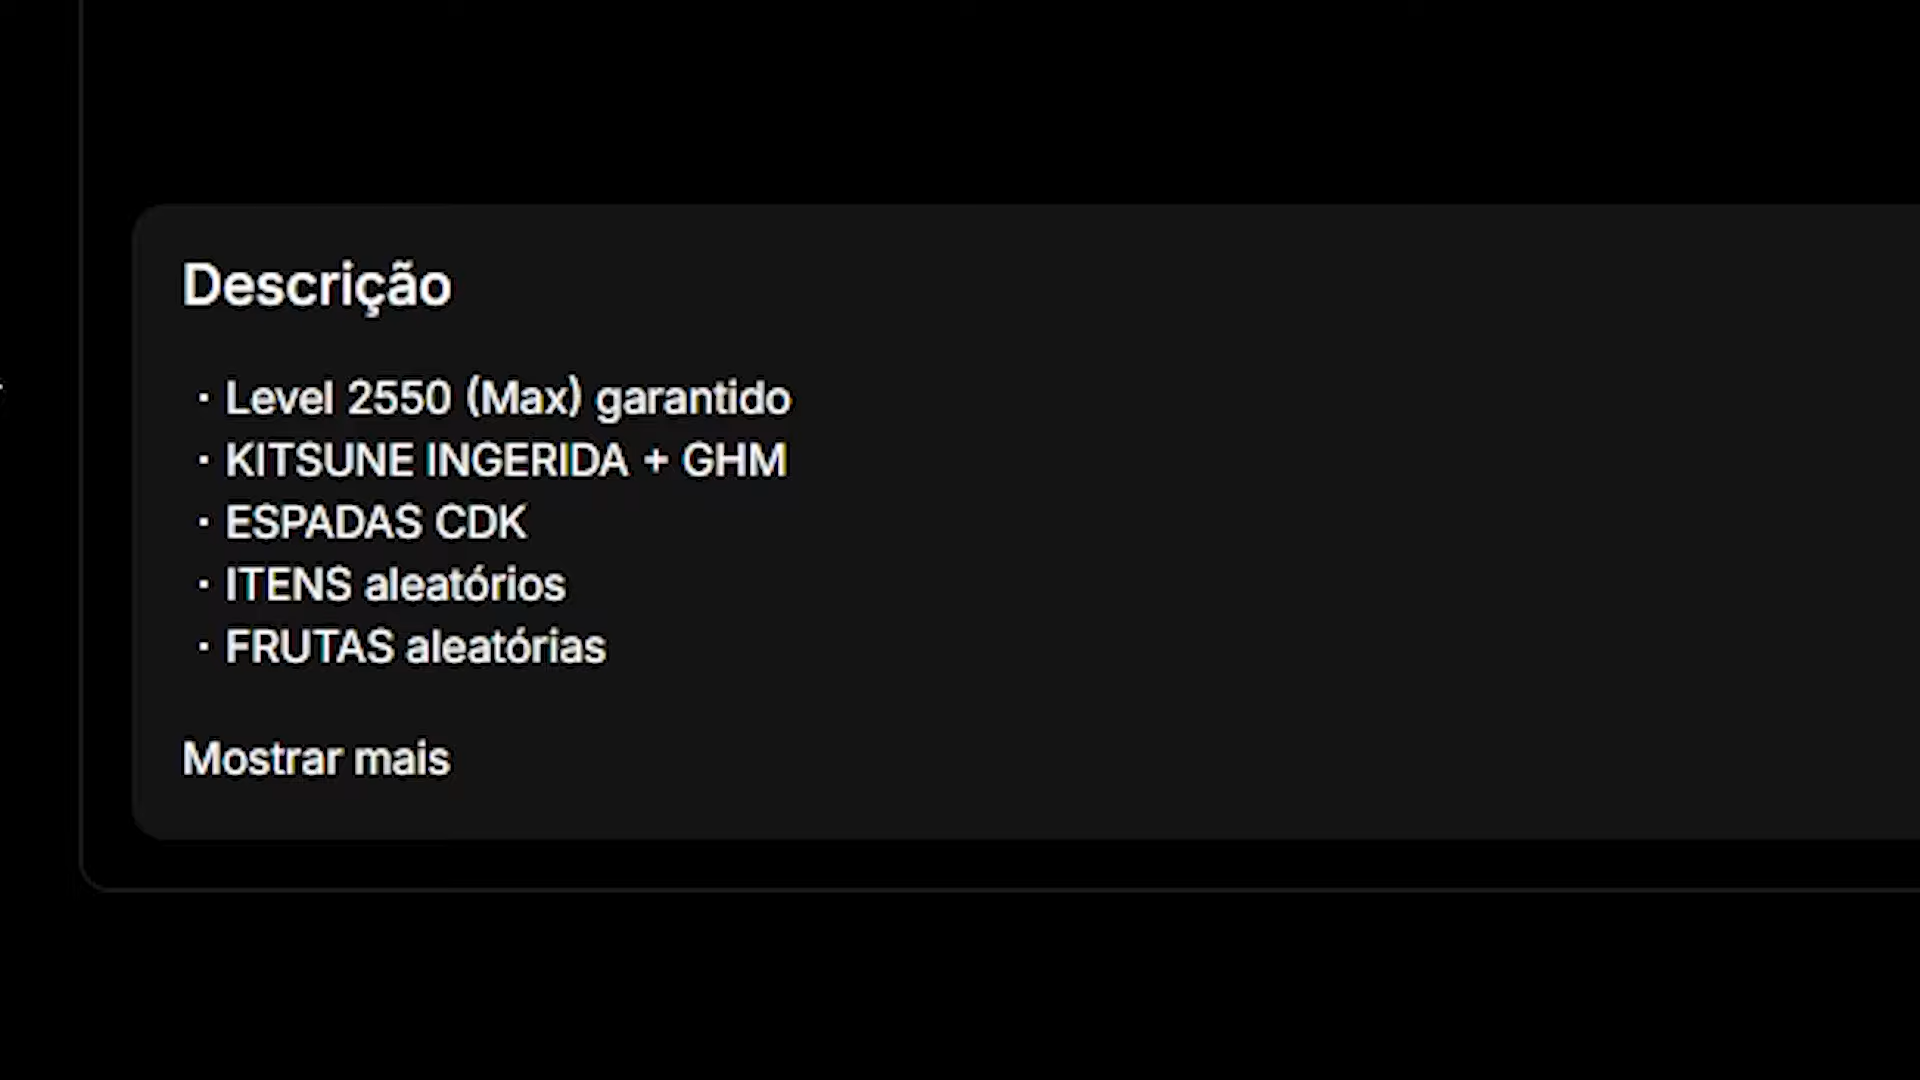 Descrição
· Level 2550 (Max) garantido
· KITSUNE INGERIDA + GHM
· ESPADAS CDK
· ITENS aleatórios
· FRUTAS aleatórias
Mostrar mais